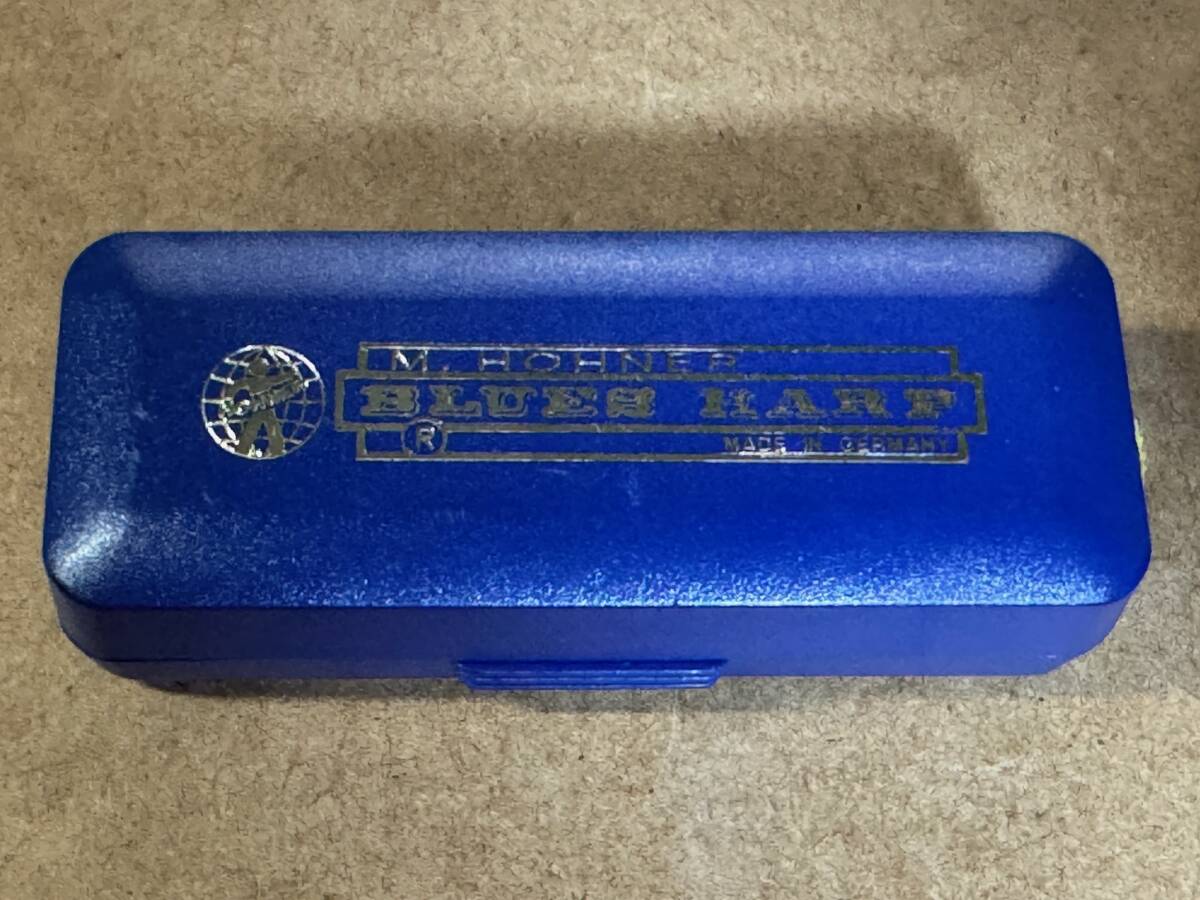 M. HOHNER
BLUES HARP
® MADE IN GERMANY